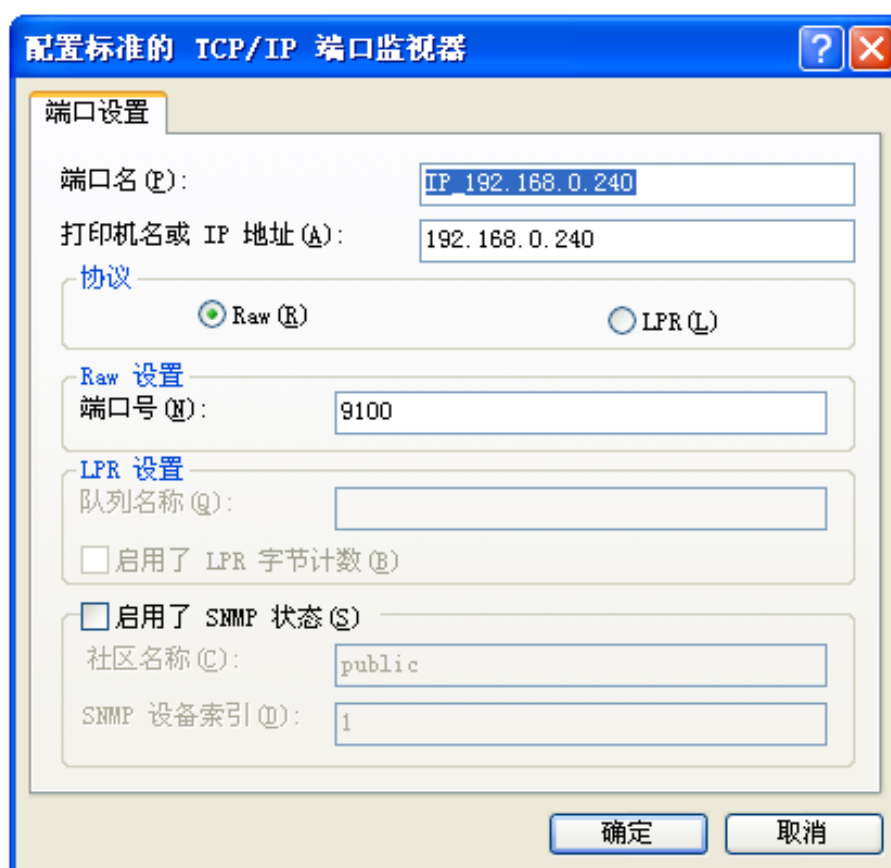 配置标准的 TCP/IP 端口监视器
端口设置
端口名(P): IP_192.168.0.240
打印机名或 IP 地址(A): 192.168.0.240
协议
Raw(R) LPR(L)
Raw 设置
端口号(N): 9100
LPR 设置
队列名称(Q):
启用了 LPR 字节计数(B)
启用了 SNMP 状态(S)
社区名称(C): public
SNMP 设备索引(D): 1
确定 取消